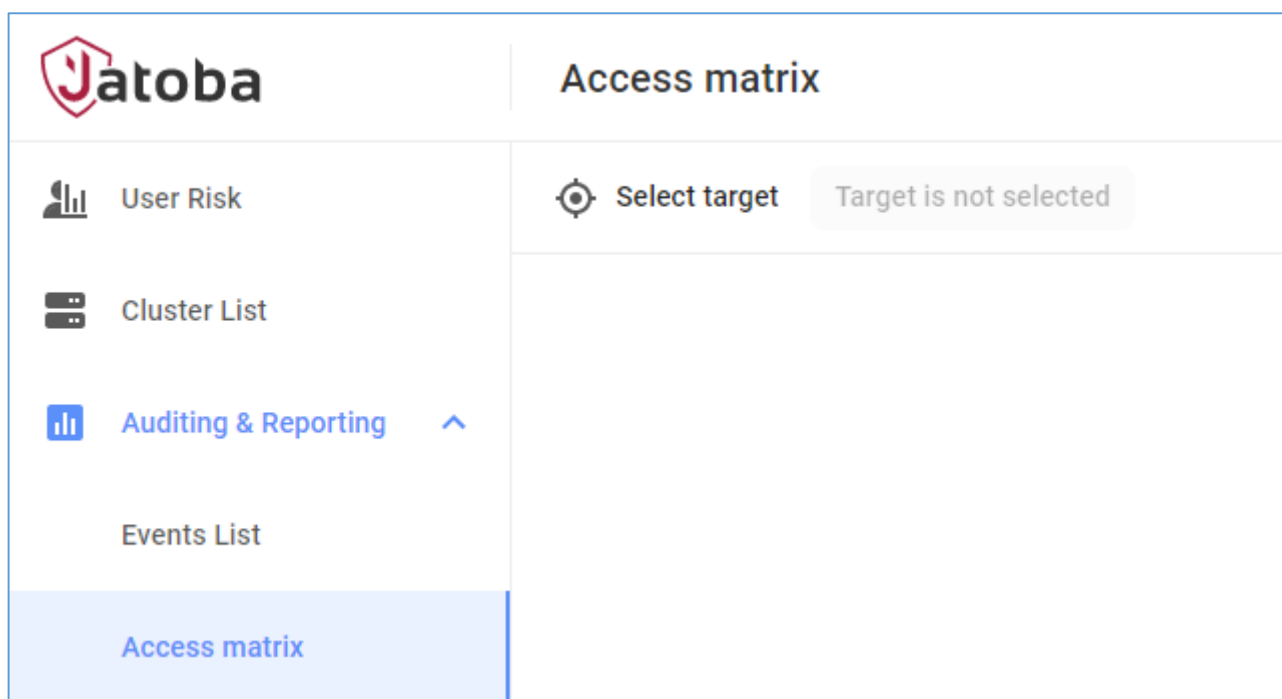 Jatoba
Access matrix
User Risk
Select target
Target is not selected
Cluster List
Auditing & Reporting
Events List
Access matrix